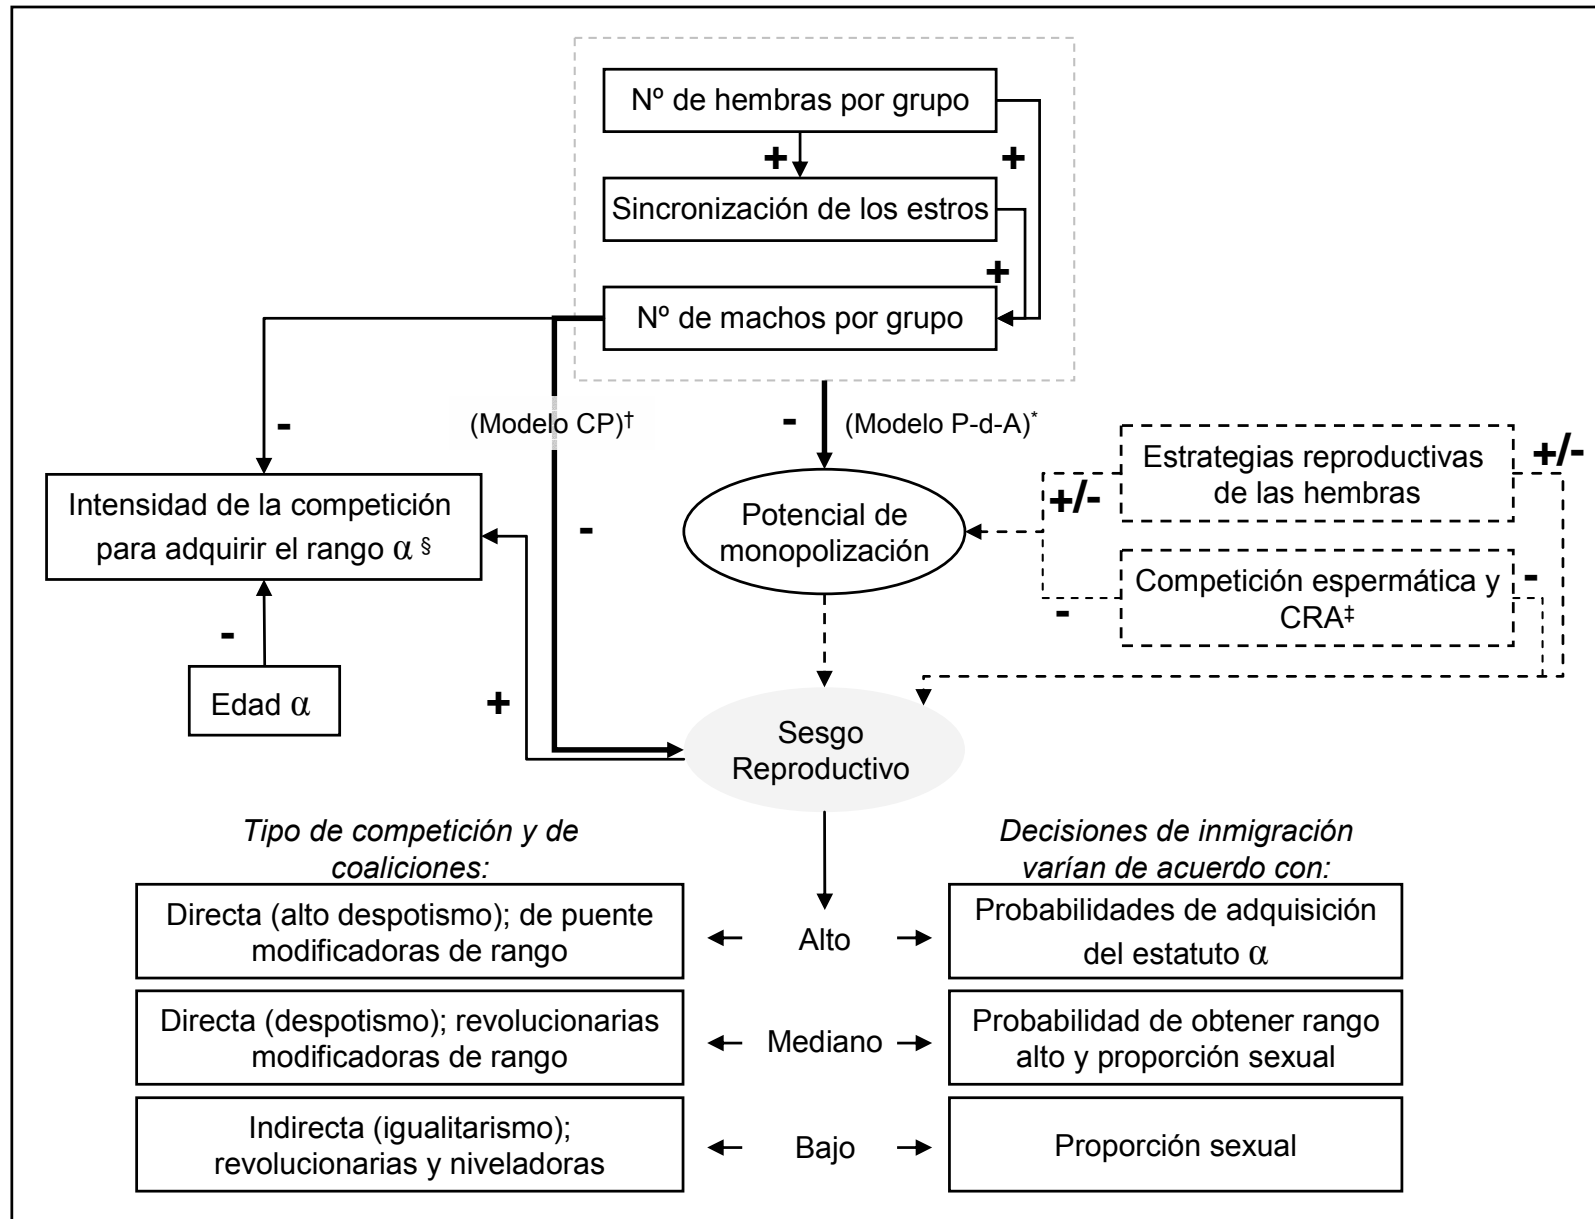 Nº de hembras por grupo
+
+
Sincronización de los estros
+
Nº de machos por grupo
-
(Modelo CP)†
-
(Modelo P-d-A)*
Estrategias reproductivas
de las hembras
+/-
+/-
Intensidad de la competición
para adquirir el rango α §
-
Potencial de
monopolización
Competición espermática y
CRA‡
-
-
-
Edad α
+
Sesgo
Reproductivo
Tipo de competición y de
coaliciones:
Decisiones de inmigración
varían de acuerdo con:
Directa (alto despotismo); de puente
modificadoras de rango
Alto
Probabilidades de adquisición
del estatuto α
Directa (despotismo); revolucionarias
modificadoras de rango
Mediano
Probabilidad de obtener rango
alto y proporción sexual
Indirecta (igualitarismo);
revolucionarias y niveladoras
Bajo
Proporción sexual